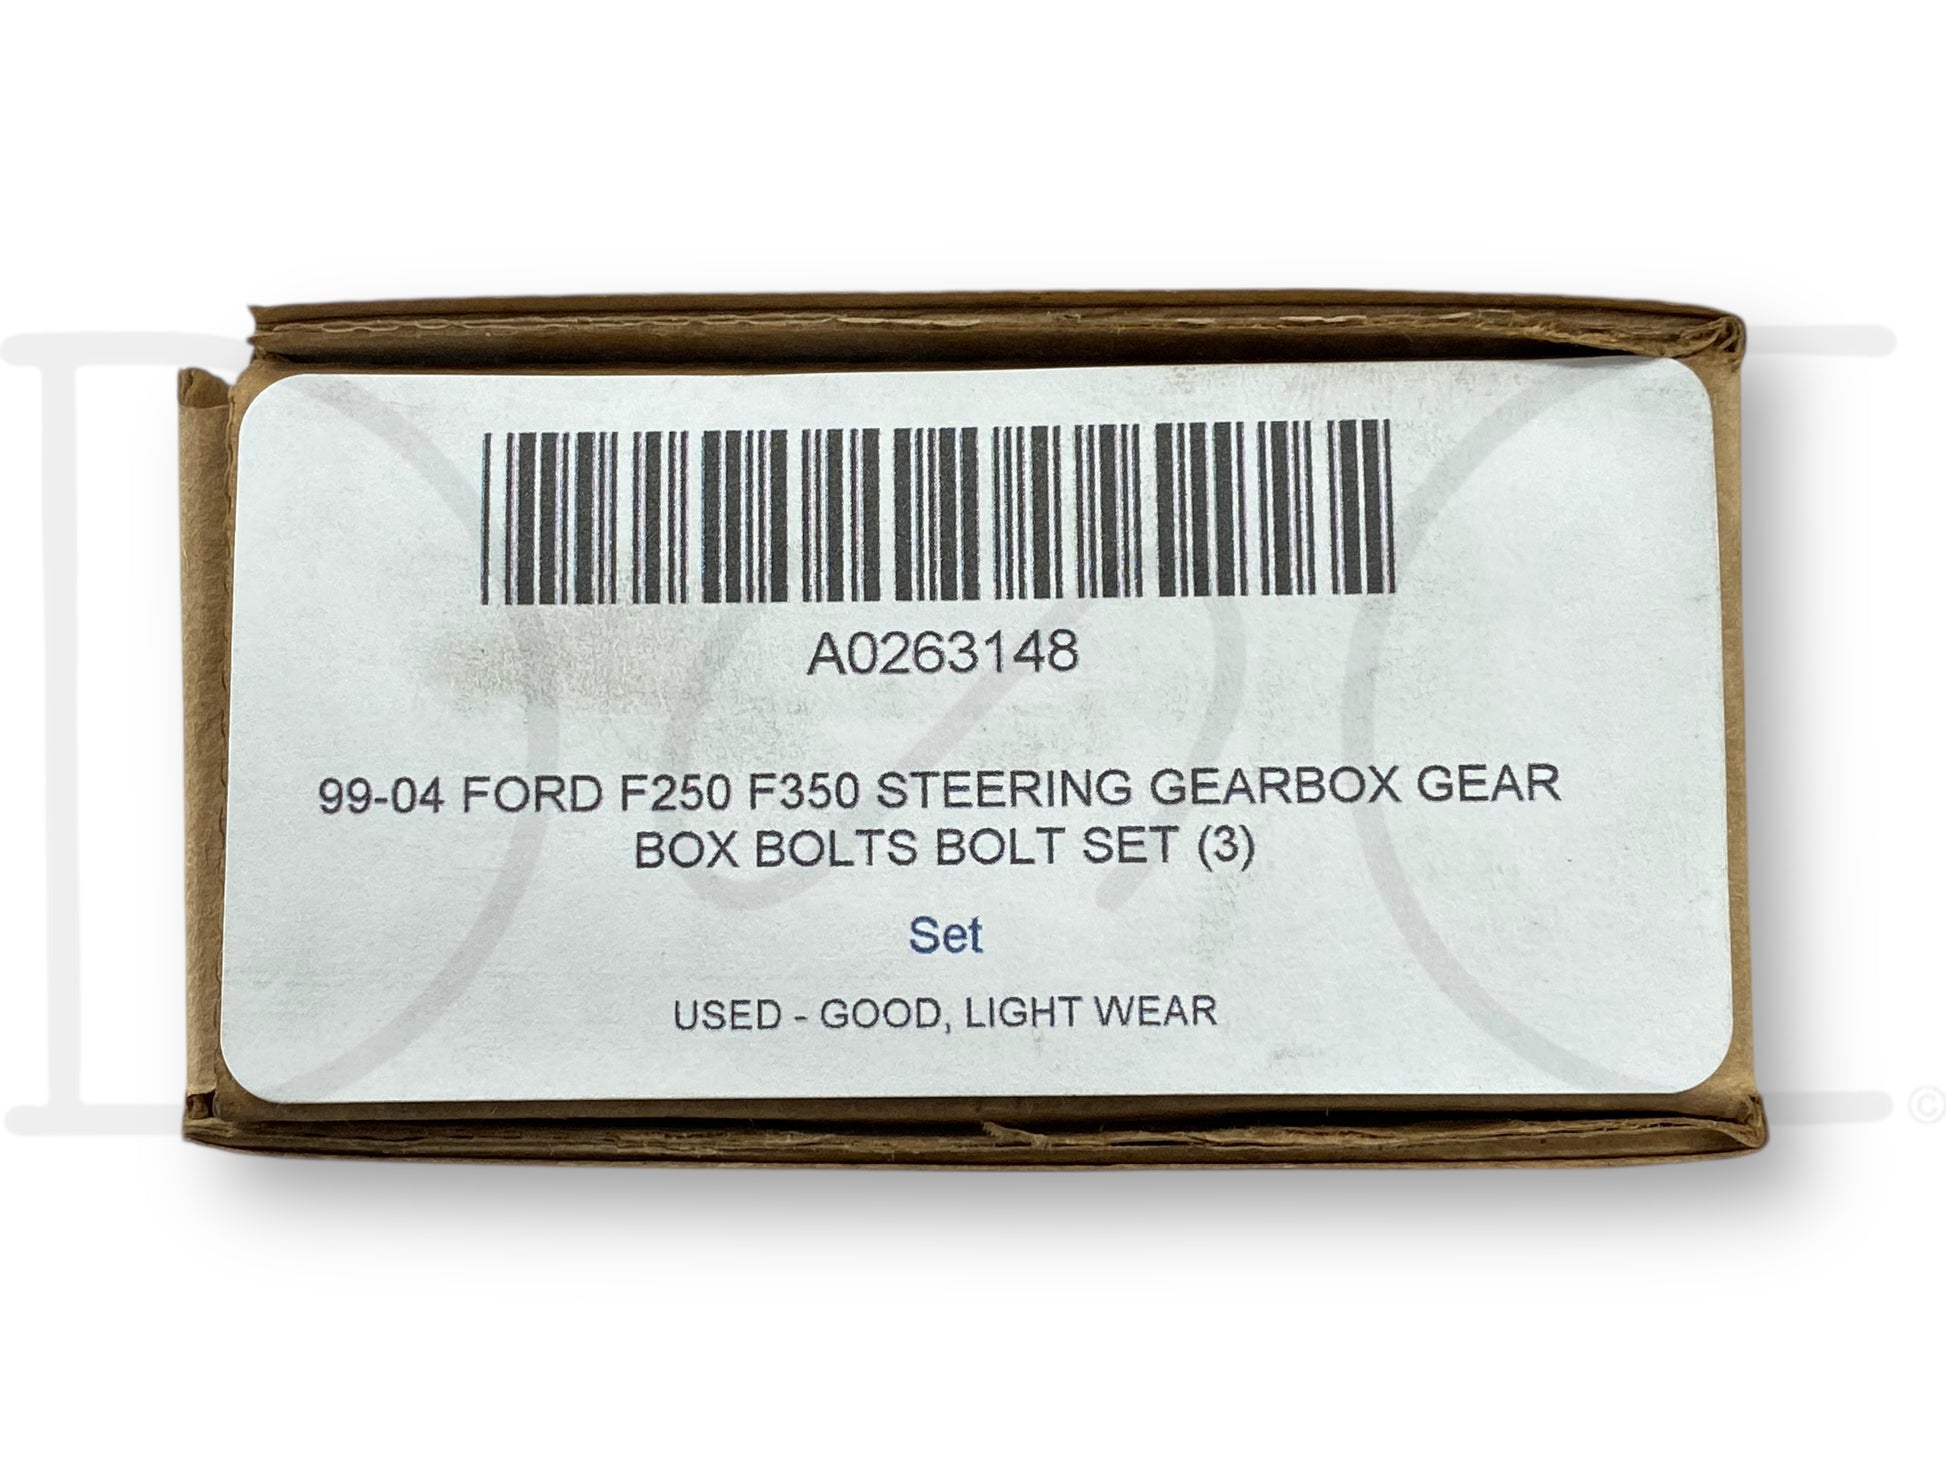 A0263148
99-04 FORD F250 F350 STEERING GEARBOX GEAR
BOX BOLTS BOLT SET (3)
Set
USED - GOOD, LIGHT WEAR
©